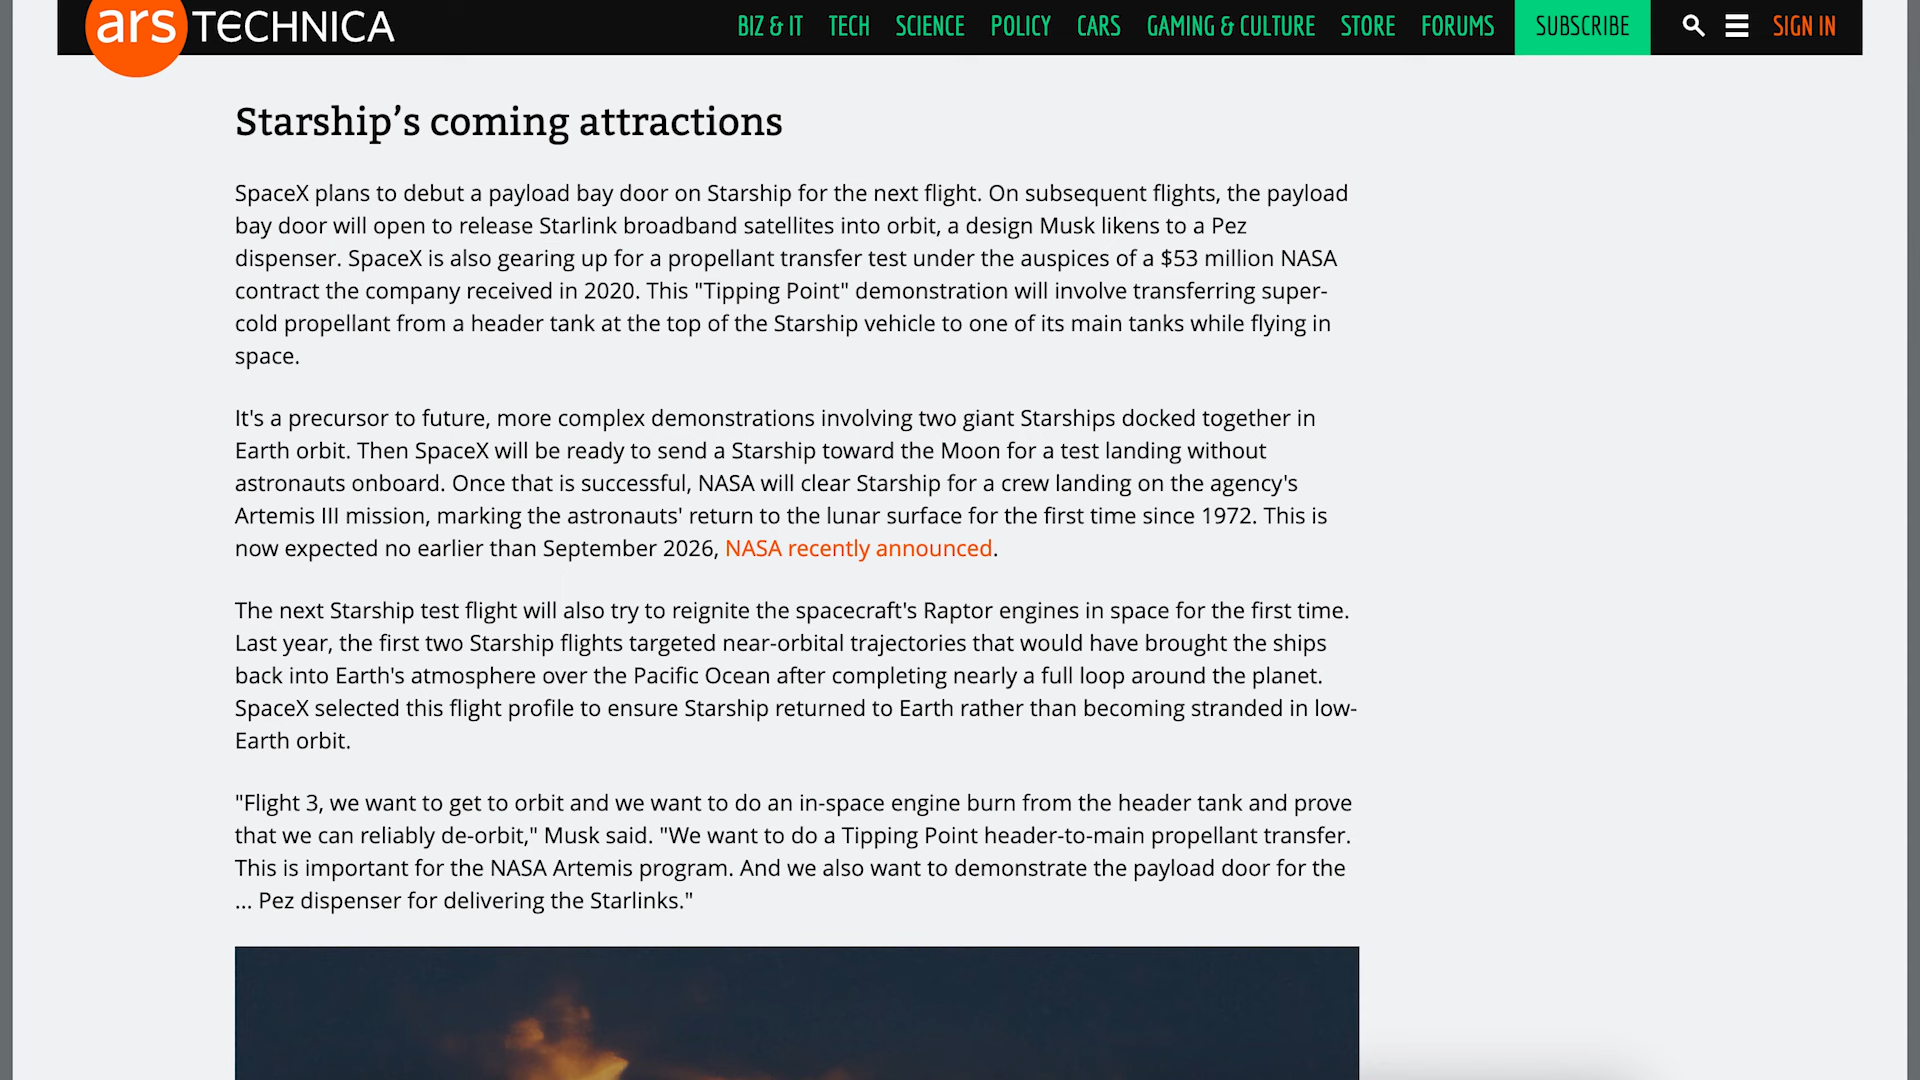 ars TECHNICA
BIZ & IT TECH SCIENCE POLICY CARS GAMING & CULTURE STORE FORUMS SUBSCRIBE SIGN IN
Starship’s coming attractions
SpaceX plans to debut a payload bay door on Starship for the next flight. On subsequent flights, the payload
bay door will open to release Starlink broadband satellites into orbit, a design Musk likens to a Pez
dispenser. SpaceX is also gearing up for a propellant transfer test under the auspices of a $53 million NASA
contract the company received in 2020. This "Tipping Point" demonstration will involve transferring super-
cold propellant from a header tank at the top of the Starship vehicle to one of its main tanks while flying in
space.
It's a precursor to future, more complex demonstrations involving two giant Starships docked together in
Earth orbit. Then SpaceX will be ready to send a Starship toward the Moon for a test landing without
astronauts onboard. Once that is successful, NASA will clear Starship for a crew landing on the agency's
Artemis III mission, marking the astronauts' return to the lunar surface for the first time since 1972. This is
now expected no earlier than September 2026, NASA recently announced.
The next Starship test flight will also try to reignite the spacecraft's Raptor engines in space for the first time.
Last year, the first two Starship flights targeted near-orbital trajectories that would have brought the ships
back into Earth's atmosphere over the Pacific Ocean after completing nearly a full loop around the planet.
SpaceX selected this flight profile to ensure Starship returned to Earth rather than becoming stranded in low-
Earth orbit.
"Flight 3, we want to get to orbit and we want to do an in-space engine burn from the header tank and prove
that we can reliably de-orbit," Musk said. "We want to do a Tipping Point header-to-main propellant transfer.
This is important for the NASA Artemis program. And we also want to demonstrate the payload door for the
... Pez dispenser for delivering the Starlinks."